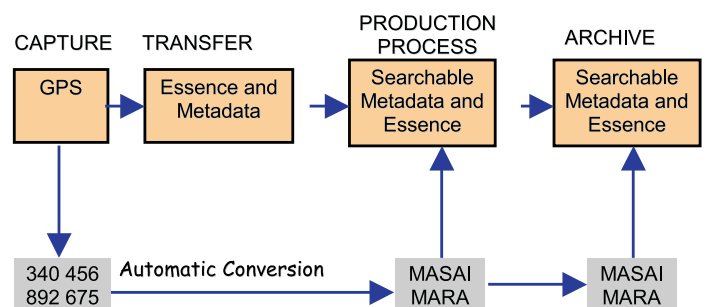 CAPTURE
TRANSFER
PRODUCTION
PROCESS
ARCHIVE
GPS
Essence and
Metadata
Searchable
Metadata and
Essence
Searchable
Metadata and
Essence
340 456
892 675
Automatic Conversion
MASAI
MARA
MASAI
MARA